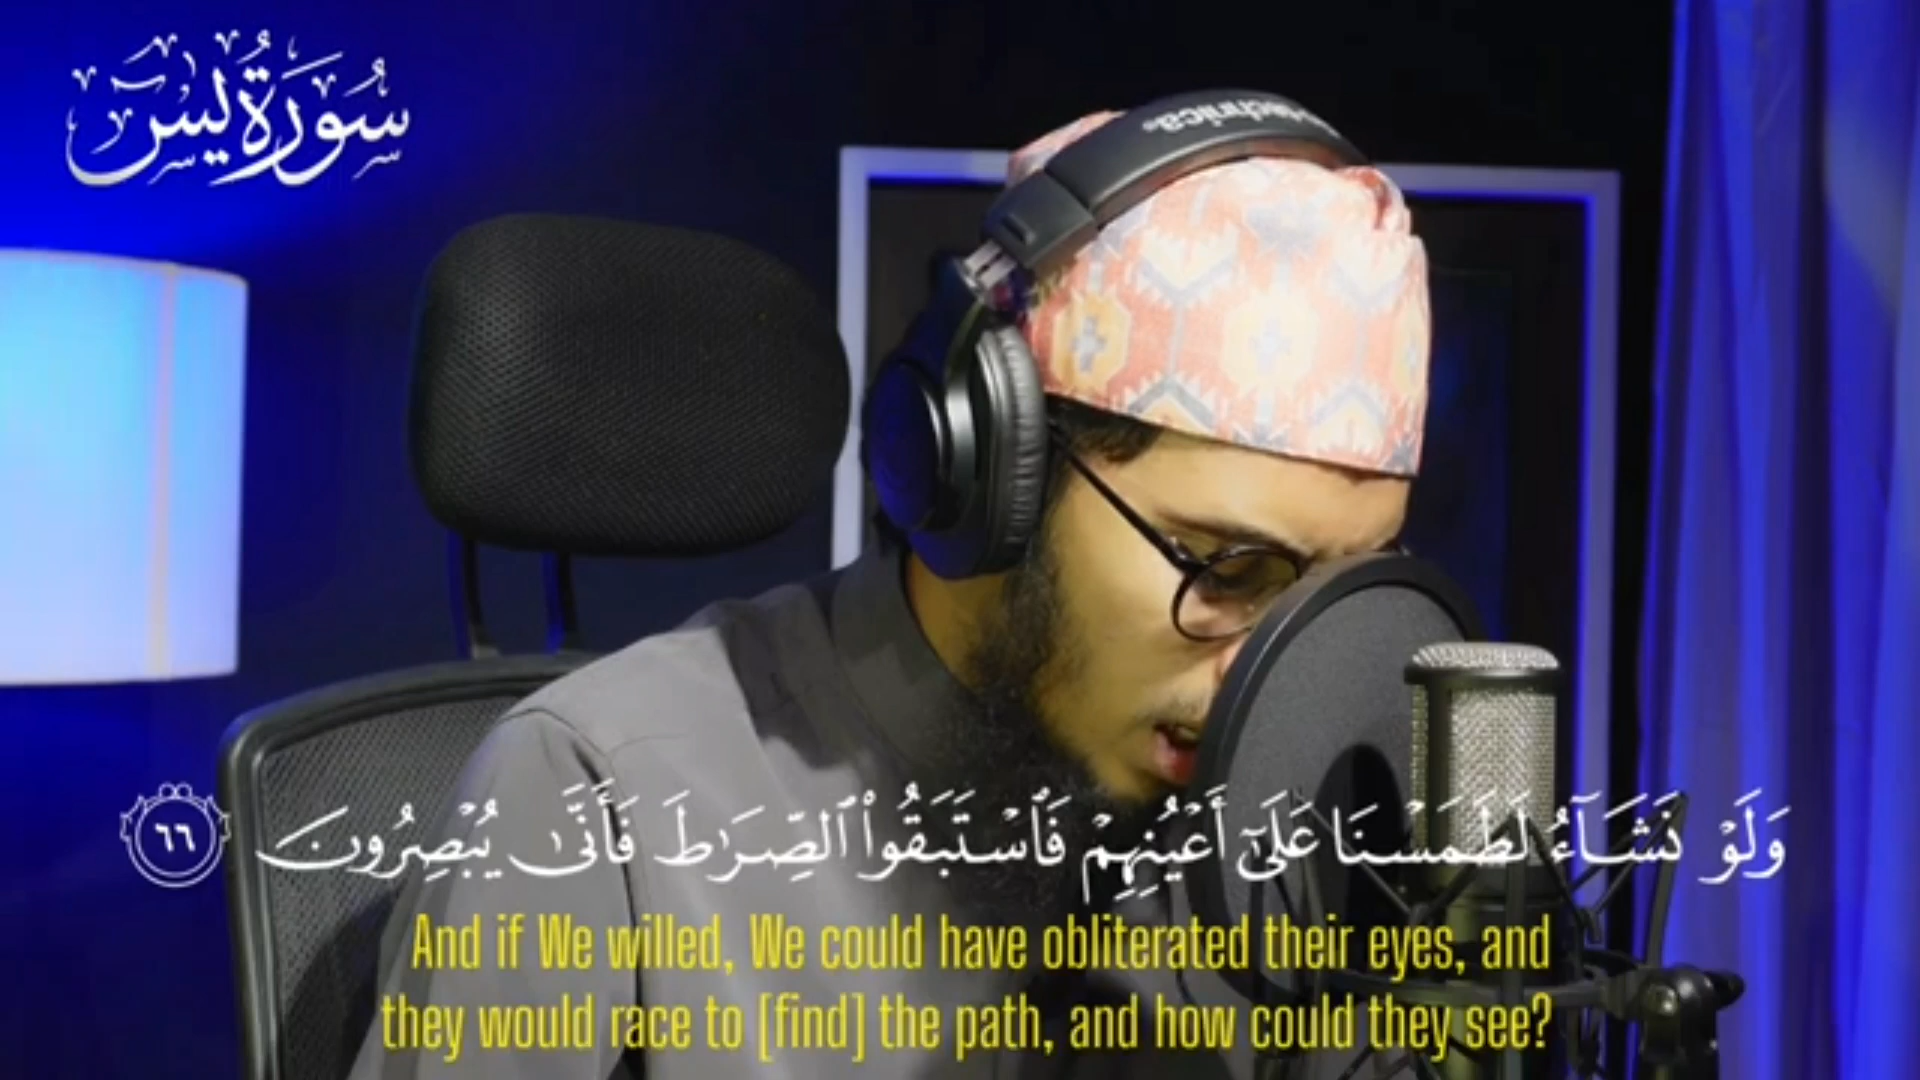 سُورَةُ يسٓ
technica
وَلَوْ نَشَآءُ لَطَمَسْنَا عَلَىٰٓ أَعْيُنِهِمْ فَٱسْتَبَقُوا۟ ٱلصِّرَٰطَ فَأَنَّىٰ يُبْصِرُونَ ٦٦
And if We willed, We could have obliterated their eyes, and
they would race to [find] the path, and how could they see?